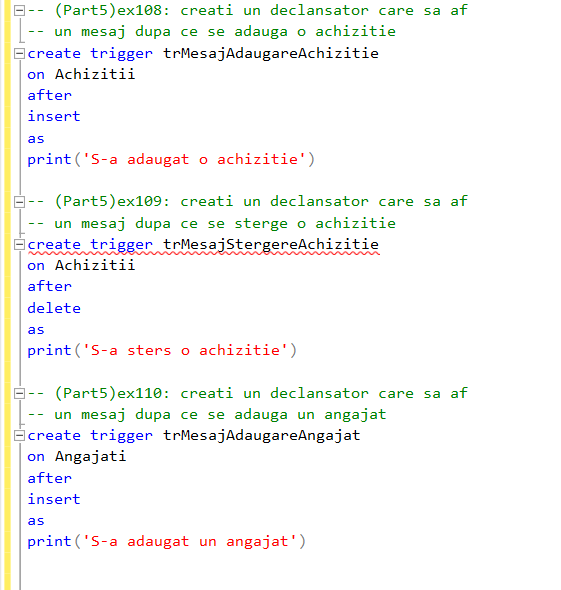 -- (Part5)ex108: creati un declansator care sa af
-- un mesaj dupa ce se adauga o achizitie
create trigger trMesajAdaugareAchizitie
on Achizitii
after
insert
as
print('S-a adaugat o achizitie')
-- (Part5)ex109: creati un declansator care sa af
-- un mesaj dupa ce se sterge o achizitie
create trigger trMesajStergereAchizitie
on Achizitii
after
delete
as
print('S-a sters o achizitie')
-- (Part5)ex110: creati un declansator care sa af
-- un mesaj dupa ce se adauga un angajat
create trigger trMesajAdaugareAngajat
on Angajati
after
insert
as
print('S-a adaugat un angajat')